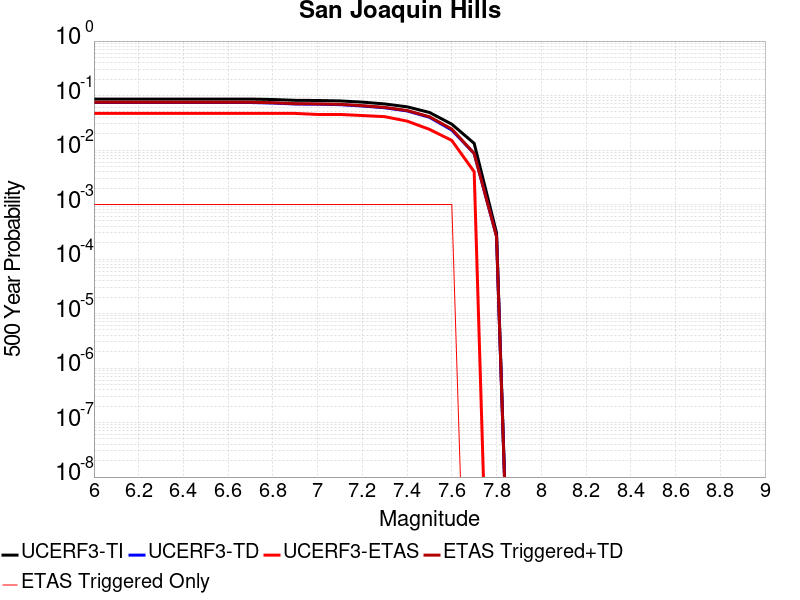 San Joaquin Hills
10^0
10^-1
10^-2
10^-3
10^-4
10^-5
10^-6
10^-7
10^-8
500 Year Probability
6 6.2 6.4 6.6 6.8 7 7.2 7.4 7.6 7.8 8 8.2 8.4 8.6 8.8 9
Magnitude
UCERF3-TI UCERF3-TD UCERF3-ETAS ETAS Triggered+TD
ETAS Triggered Only